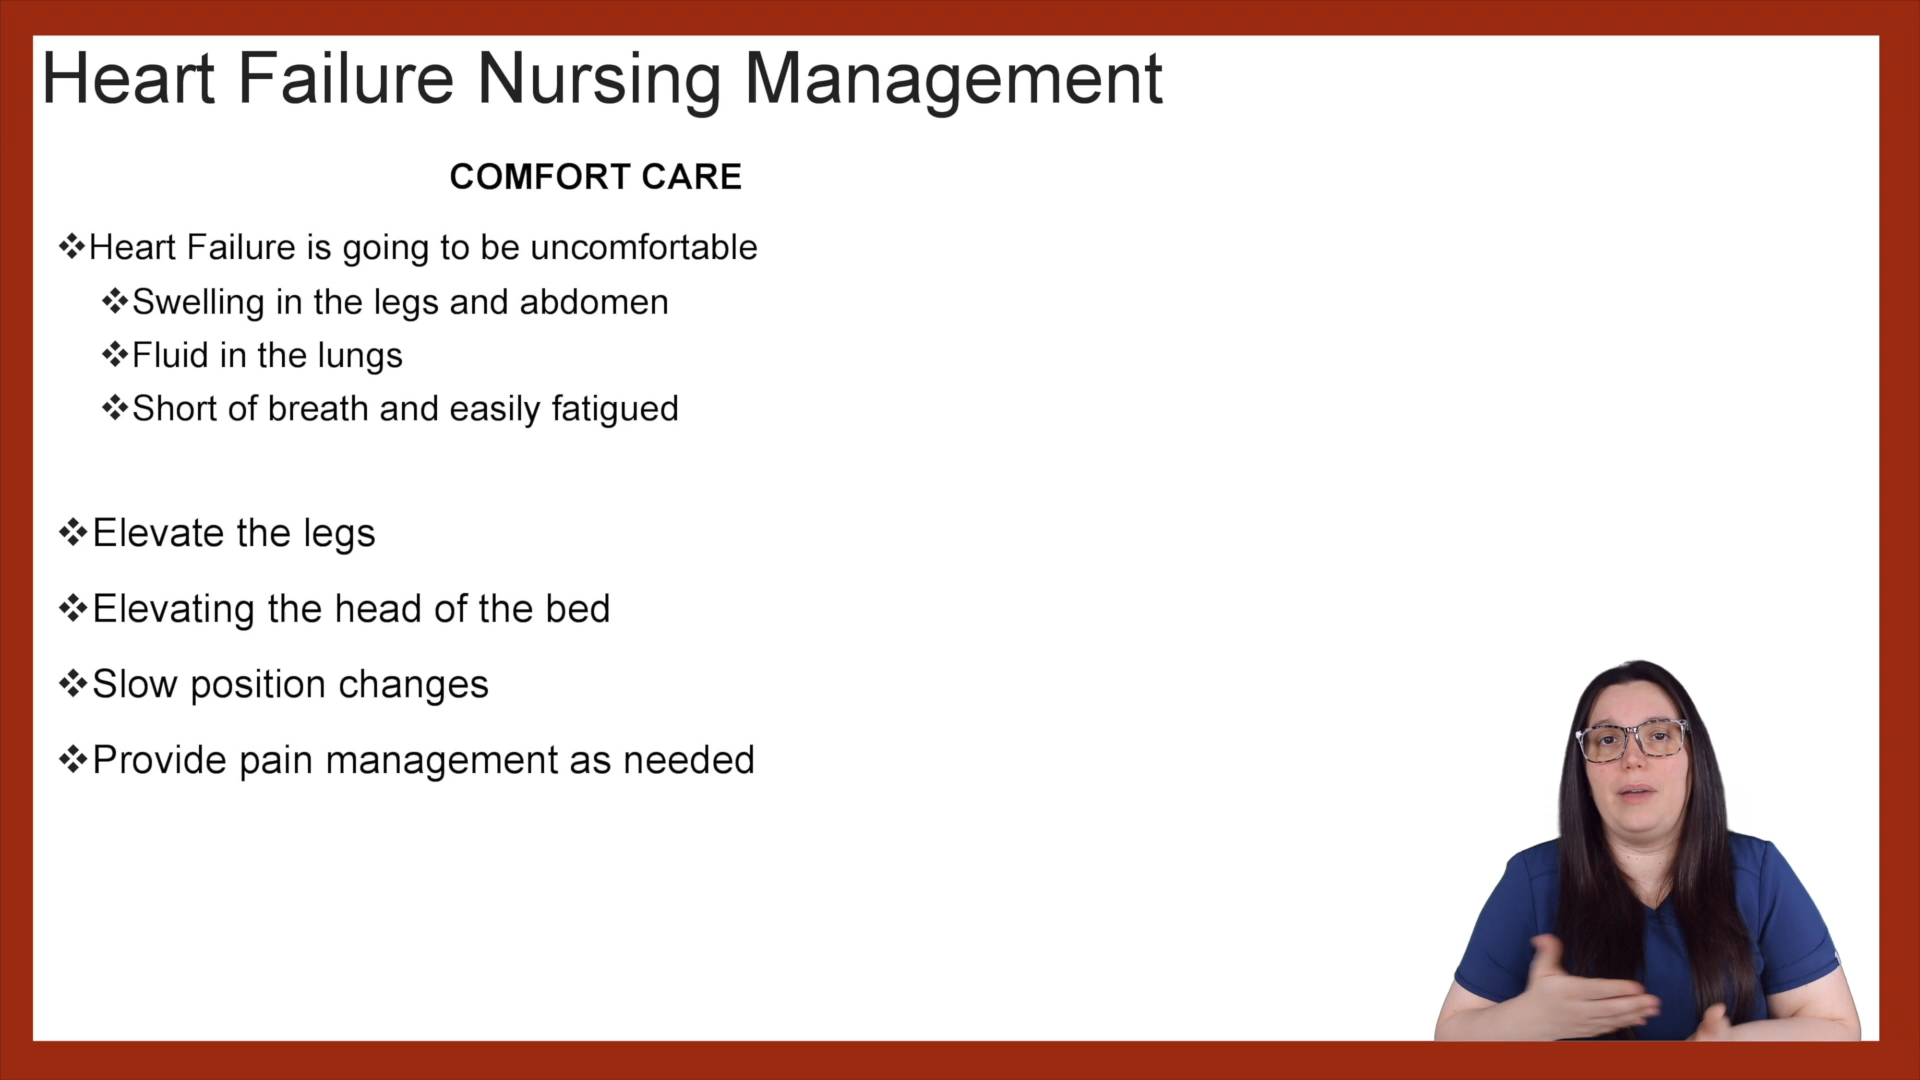 Heart Failure Nursing Management
COMFORT CARE
❖Heart Failure is going to be uncomfortable
❖Swelling in the legs and abdomen
❖Fluid in the lungs
❖Short of breath and easily fatigued
❖Elevate the legs
❖Elevating the head of the bed
❖Slow position changes
❖Provide pain management as needed